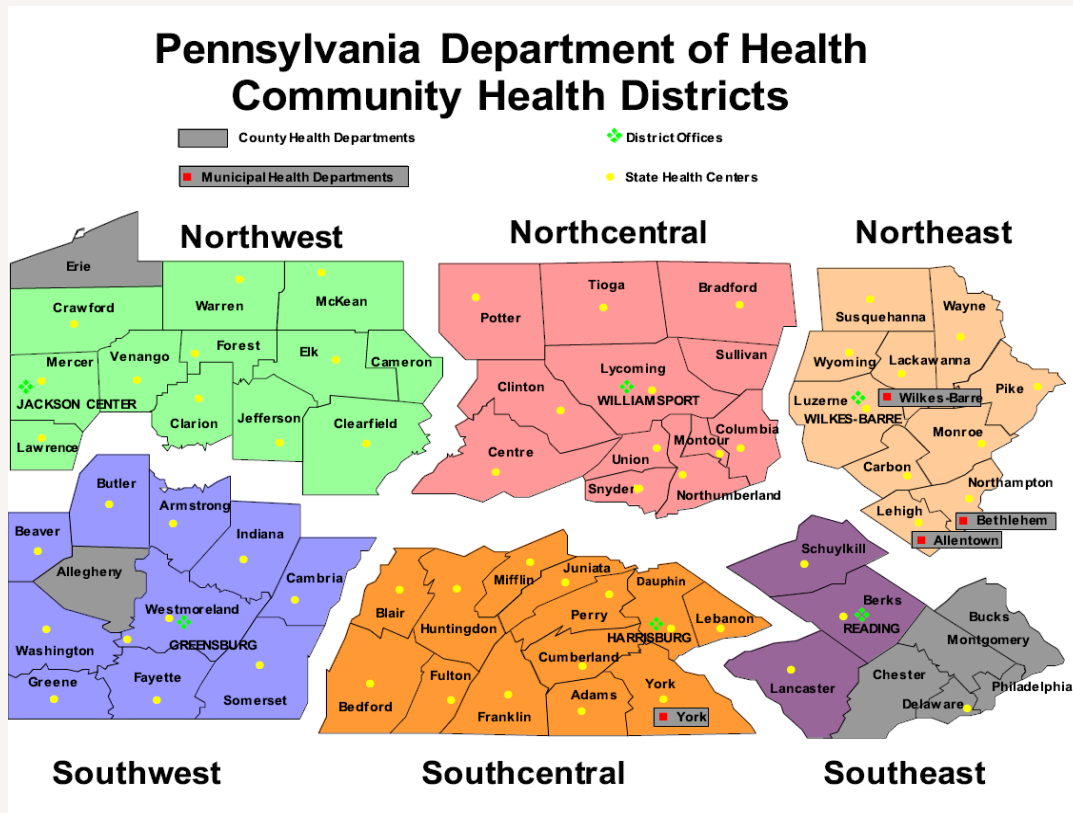 Pennsylvania Department of Health
Community Health Districts
County Health Departments
District Offices
Municipal Health Departments
State Health Centers
Northwest
Erie
Crawford
Warren
McKean
Mercer
Venango
Forest
Elk
Cameron
JACKSON CENTER
Clarion
Jefferson
Clearfield
Lawrence
Northcentral
Potter
Tioga
Bradford
Sullivan
Lycoming
WILLIAMSPORT
Clinton
Centre
Union
Montour
Columbia
Snyder
Northumberland
Northeast
Susquehanna
Wayne
Wyoming
Lackawanna
Pike
Luzerne
Wilkes-Barre
WILKES-BARRE
Monroe
Carbon
Northampton
Lehigh
Bethlehem
Allentown
Butler
Armstrong
Beaver
Indiana
Allegheny
Cambria
Westmoreland
GREENSBURG
Washington
Greene
Fayette
Somerset
Southwest
Mifflin
Juniata
Dauphin
Blair
Huntingdon
Perry
Lebanon
HARRISBURG
Cumberland
Fulton
Bedford
Franklin
Adams
York
York
Southcentral
Schuylkill
Berks
READING
Lancaster
Bucks
Montgomery
Chester
Philadelphia
Delaware
Southeast